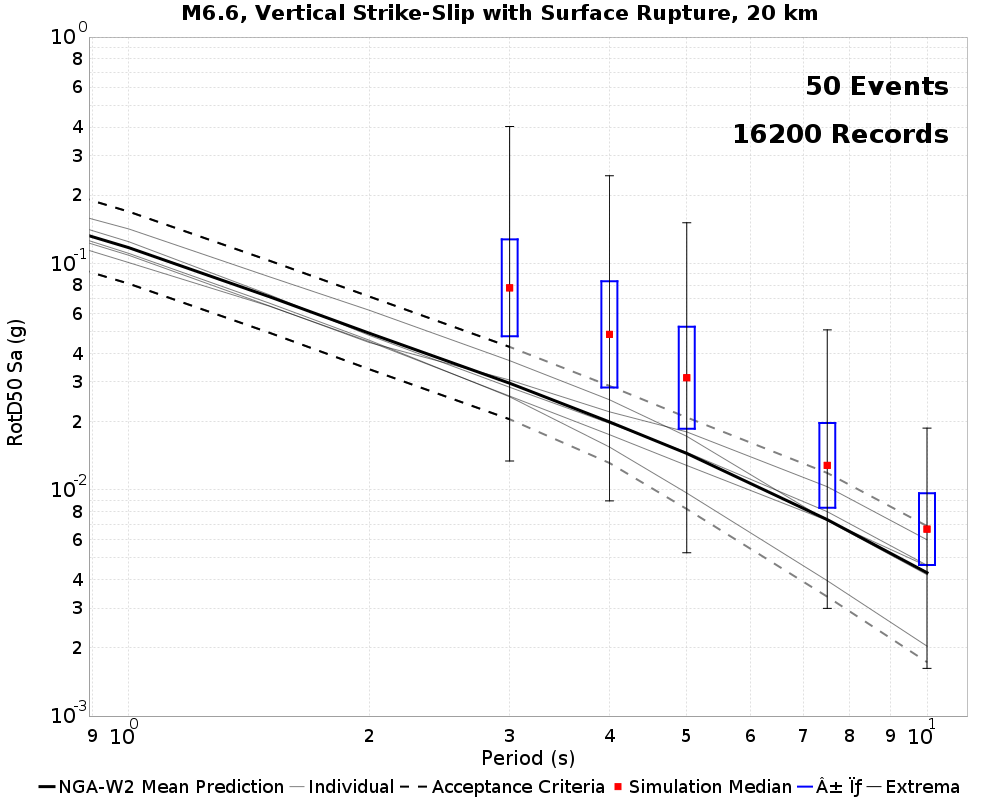 M6.6, Vertical Strike-Slip with Surface Rupture, 20 km
50 Events
16200 Records
RotD50 Sa (g)
10^0
8
6
4
3
2
10^-1
8
6
4
3
2
10^-2
8
6
4
3
2
10^-3
9 10^0 2 3 4 5 6 7 8 9 10^1
Period (s)
NGA-W2 Mean Prediction Individual Acceptance Criteria Simulation Median Â± Ïƒ Extrema